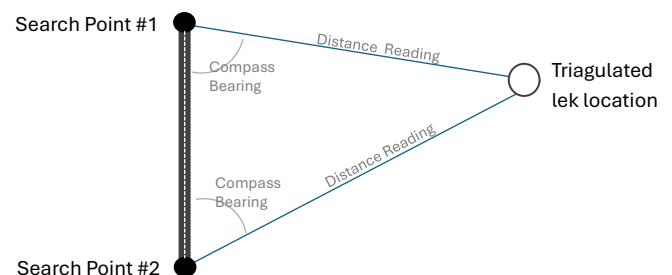 Search Point #1
Distance Reading
Compass
Bearing
Triagulated
lek location
Distance Reading
Compass
Bearing
Search Point #2